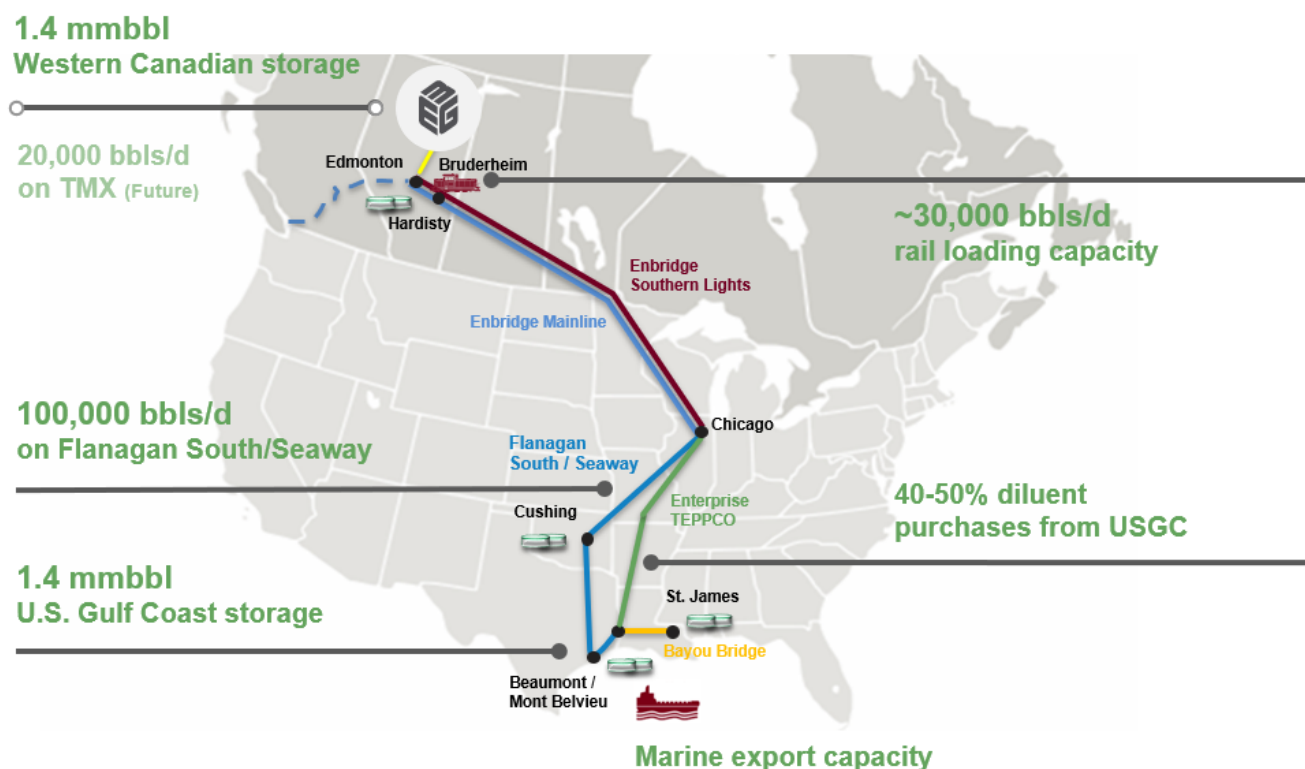 1.4 mmbbl
Western Canadian storage
MEG
20,000 bbls/d
on TMX (Future)
Edmonton
Bruderheim
Hardisty
~30,000 bbls/d
rail loading capacity
Enbridge
Southern Lights
Enbridge Mainline
100,000 bbls/d
on Flanagan South/Seaway
Chicago
Flanagan
South / Seaway
Enterprise
TEPPCO
40-50% diluent
purchases from USGC
Cushing
1.4 mmbbl
U.S. Gulf Coast storage
St. James
Bayou Bridge
Beaumont /
Mont Belvieu
Marine export capacity